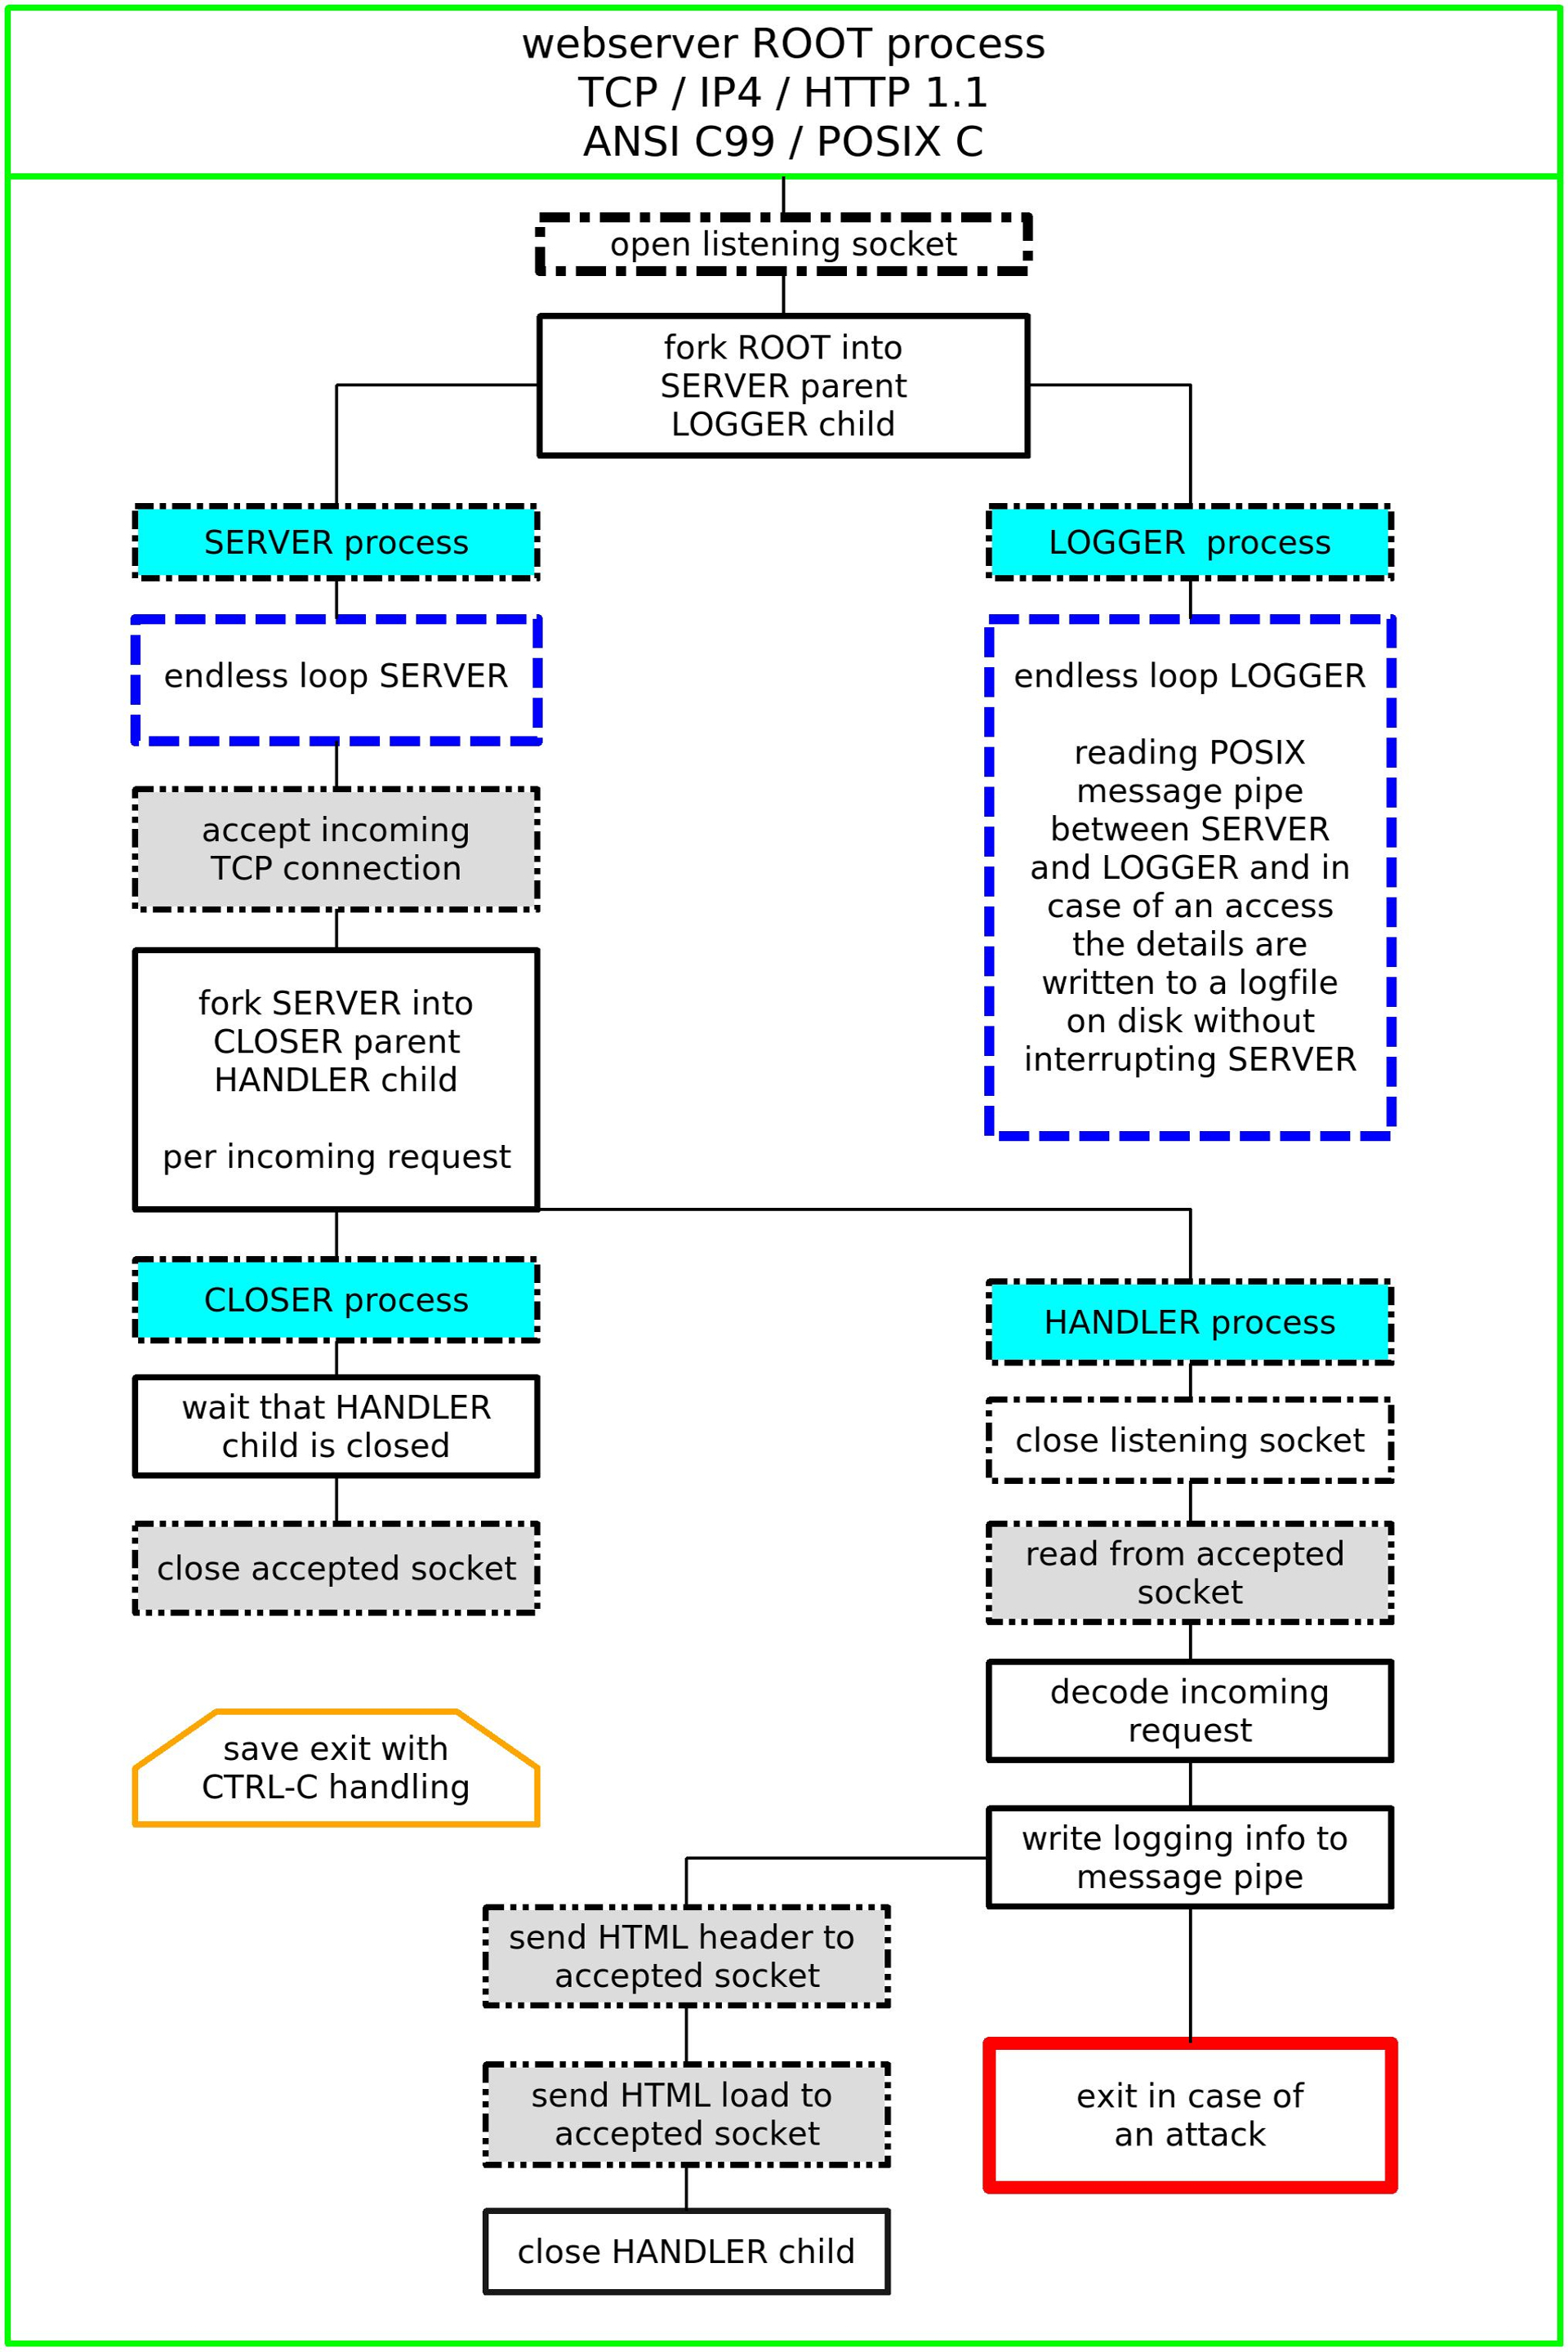 webserver ROOT process
TCP / IP4 / HTTP 1.1
ANSI C99 / POSIX C
open listening socket
fork ROOT into
SERVER parent
LOGGER child
SERVER process
endless loop SERVER
accept incoming
TCP connection
fork SERVER into
CLOSER parent
HANDLER child
per incoming request
CLOSER process
wait that HANDLER
child is closed
close accepted socket
save exit with
CTRL-C handling
LOGGER  process
endless loop LOGGER
reading POSIX
message pipe
between SERVER
and LOGGER and in
case of an access
the details are
written to a logfile
on disk without
interrupting SERVER
HANDLER process
close listening socket
read from accepted
socket
decode incoming
request
write logging info to
message pipe
send HTML header to
accepted socket
send HTML load to
accepted socket
close HANDLER child
exit in case of
an attack